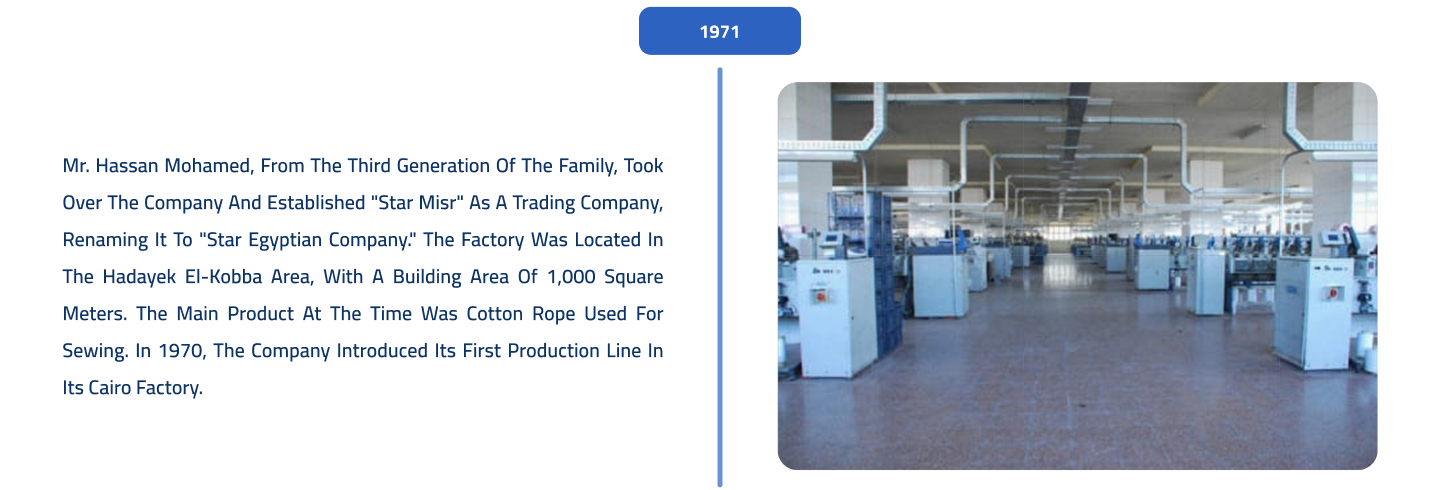 1971
Mr. Hassan Mohamed, From The Third Generation Of The Family, Took
Over The Company And Established "Star Misr" As A Trading Company,
Renaming It To "Star Egyptian Company." The Factory Was Located In
The Hadayek El-Kobba Area, With A Building Area Of 1,000 Square
Meters. The Main Product At The Time Was Cotton Rope Used For
Sewing. In 1970, The Company Introduced Its First Production Line In
Its Cairo Factory.